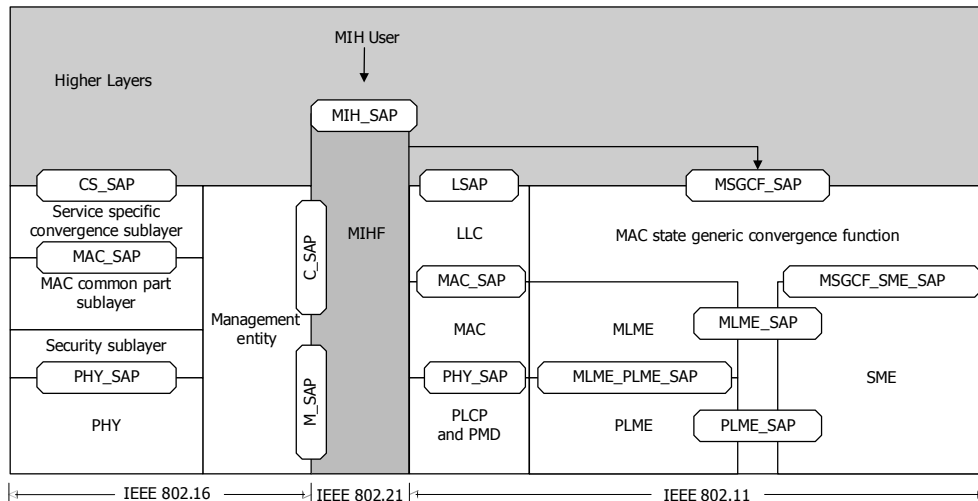 MIH User
Higher Layers
MIH_SAP
CS_SAP
LSAP
MSGCF_SAP
Service specific
convergence sublayer
C_SAP
MIHF
LLC
MAC state generic convergence function
MAC_SAP
MAC common part
sublayer
MAC_SAP
MSGCF_SME_SAP
Management
entity
MAC
MLME
MLME_SAP
Security sublayer
PHY_SAP
M_SAP
PHY_SAP
MLME_PLME_SAP
SME
PHY
PLCP
and PMD
PLME
PLME_SAP
IEEE 802.16
IEEE 802.21
IEEE 802.11